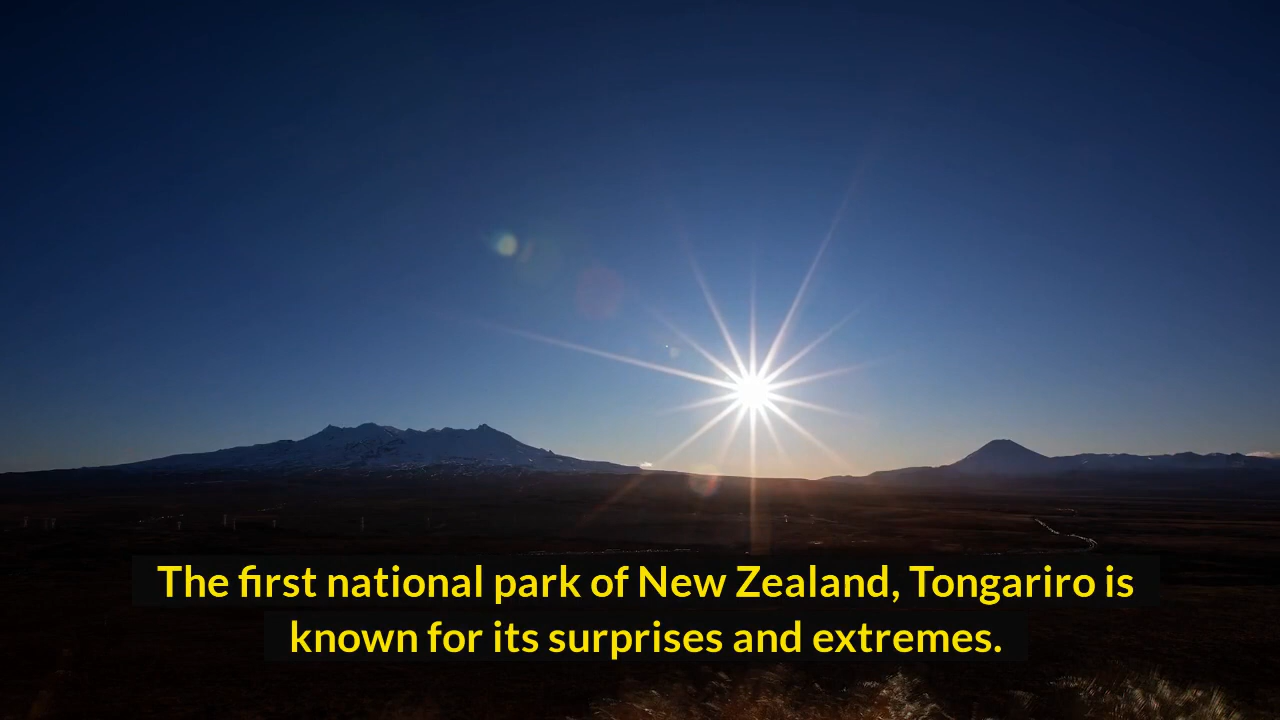 The first national park of New Zealand, Tongariro is
known for its surprises and extremes.